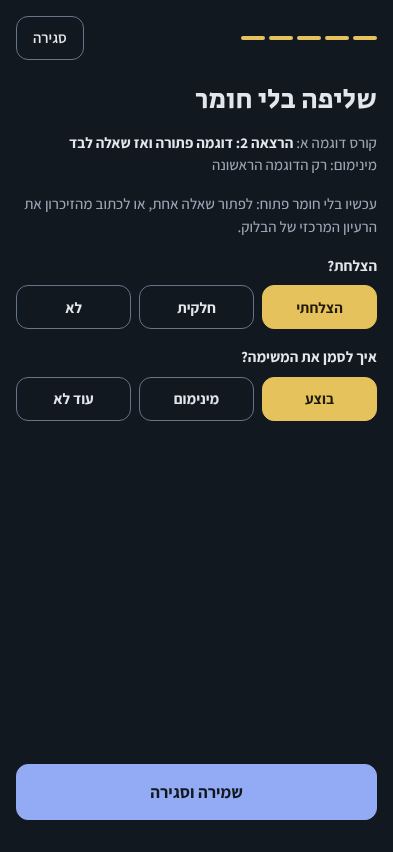 סגירה
שליפה בלי חומר
קורס דוגמה א: הרצאה 2: דוגמה פתורה ואז שאלה לבד
מינימום: רק הדוגמה הראשונה
עכשיו בלי חומר פתוח: לפתור שאלה אחת, או לכתוב מהזיכרון את
הרעיון המרכזי של הבלוק.
הצלחת?
הצלחתי
חלקית
לא
איך לסמן את המשימה?
בוצע
מינימום
עוד לא
שמירה וסגירה